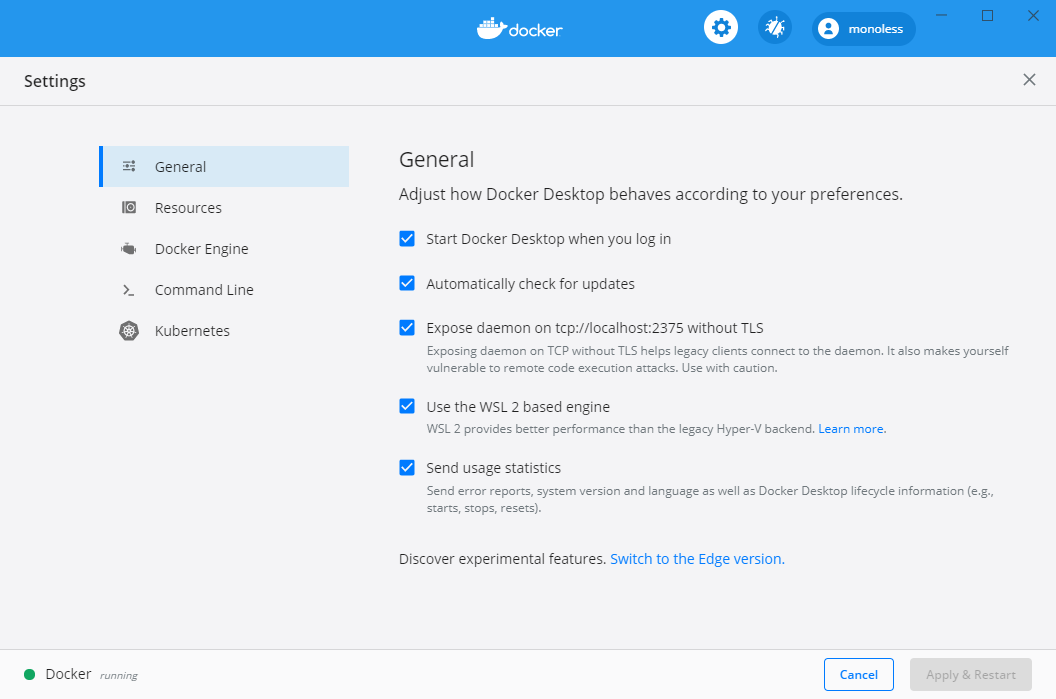 docker
monoless
Settings
General
Resources
Docker Engine
Command Line
Kubernetes
General
Adjust how Docker Desktop behaves according to your preferences.
Start Docker Desktop when you log in
Automatically check for updates
Expose daemon on tcp://localhost:2375 without TLS
Exposing daemon on TCP without TLS helps legacy clients connect to the daemon. It also makes yourself
vulnerable to remote code execution attacks. Use with caution.
Use the WSL 2 based engine
WSL 2 provides better performance than the legacy Hyper-V backend. Learn more.
Send usage statistics
Send error reports, system version and language as well as Docker Desktop lifecycle information (e.g.,
starts, stops, resets).
Discover experimental features. Switch to the Edge version.
Docker running
Cancel
Apply & Restart